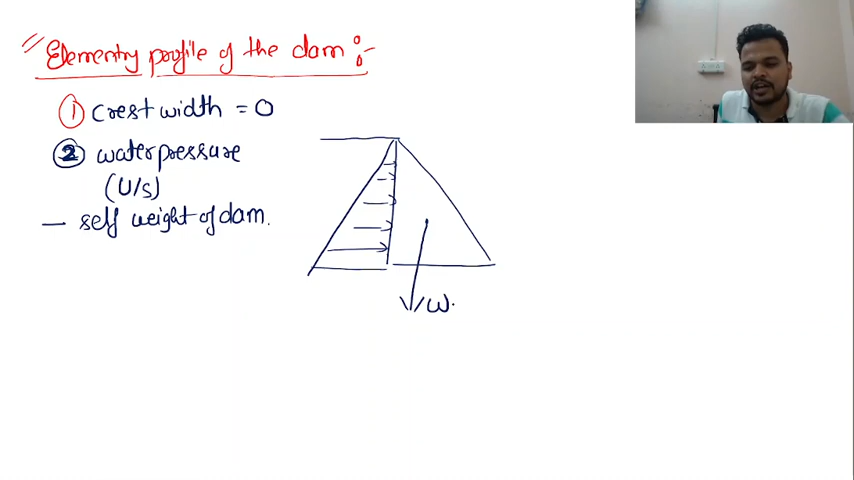 Elementry profile of the dam :-
① crest width = 0
② water pressure
(U/s)
— self weight of dam.
W.